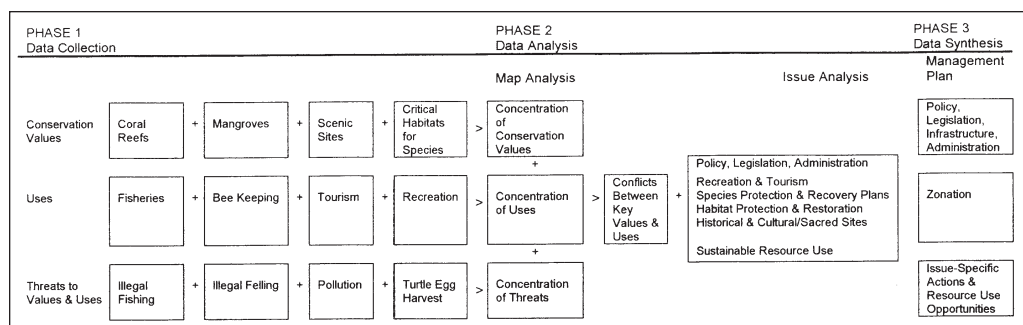 PHASE 1
Data Collection
PHASE 2
Data Analysis
PHASE 3
Data Synthesis
Map Analysis
Issue Analysis
Management
Plan
Conservation
Values
Coral
Reefs
+
Mangroves
+
Scenic
Sites
+
Critical
Habitats
for
Species
>
Concentration
of
Conservation
Values
Policy,
Legislation,
Infrastructure,
Administration
+
Uses
Fisheries
+
Bee Keeping
+
Tourism
+
Recreation
>
Concentration
of Uses
>
Conflicts
Between
Key
Values &
Uses
+
Policy, Legislation, Administration
Recreation & Tourism
Species Protection & Recovery Plans
Habitat Protection & Restoration
Historical & Cultural/Sacred Sites
Sustainable Resource Use
Zonation
+
Threats to
Values & Uses
Illegal
Fishing
+
Illegal Felling
+
Pollution
+
Turtle Egg
Harvest
>
Concentration
of Threats
Issue-Specific
Actions &
Resource Use
Opportunities